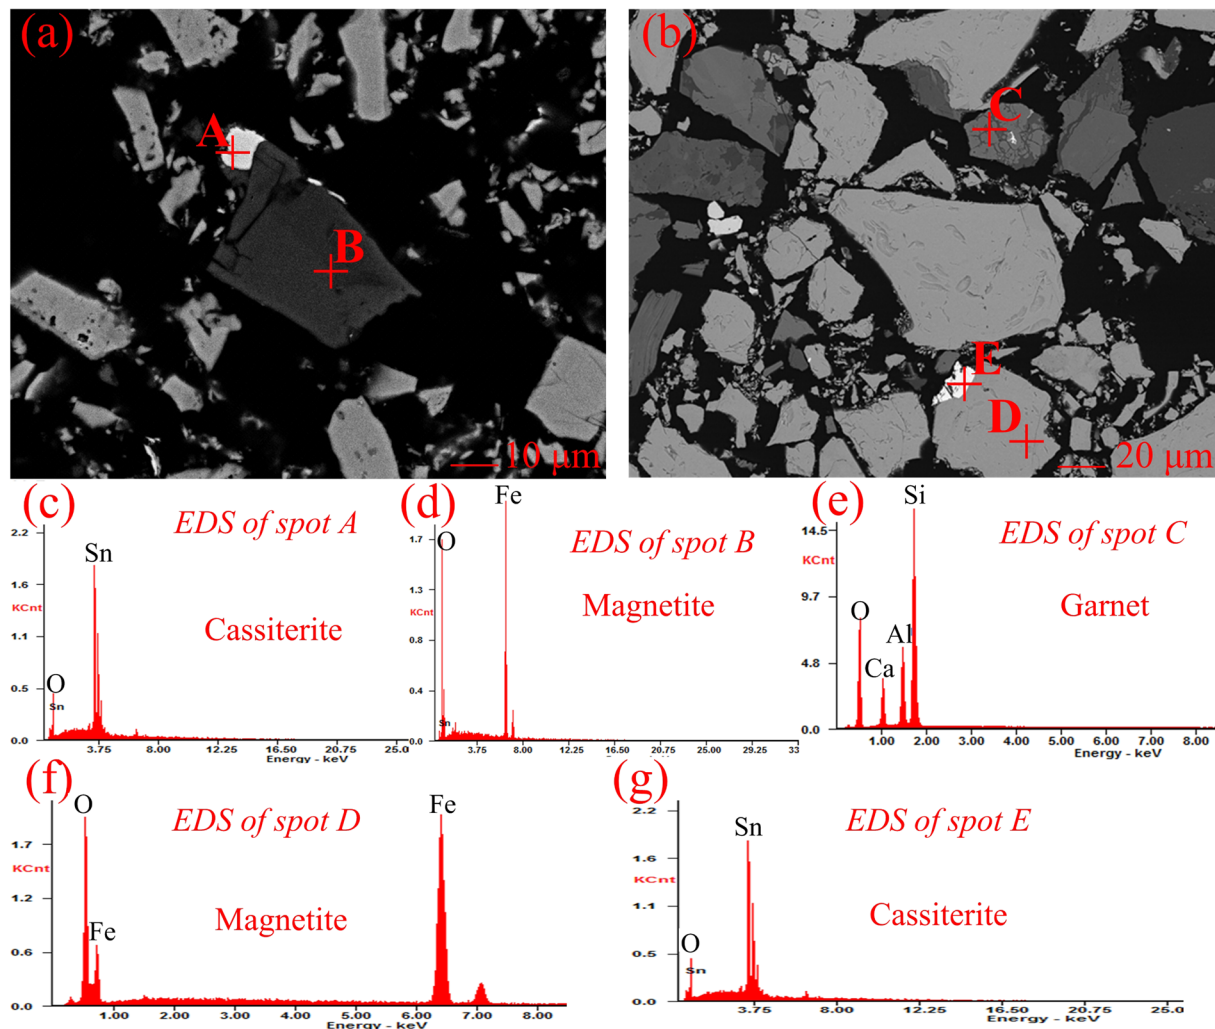 (a)
A
B
10 μm
(b)
C
E
D
20 μm
(c)
EDS of spot A
2.2
Sn
1.6
KCnt
Cassiterite
1.1
O
0.5
Sn
0.0
3.75 8.00 12.25 16.50 20.75 25.0
Energy - keV
(d)
Fe
EDS of spot B
1.7
O
1.3
KCnt
Magnetite
0.9
0.4
Sn
0.0
3.75 8.00 12.25 16.50 20.75 25.00 29.25 33
(e)
Si
EDS of spot C
14.5
KCnt
9.7
Garnet
O
Al
4.8
Ca
0.0
1.00 2.00 3.00 4.00 5.00 6.00 7.00 8.00
Energy - keV
(f)
O
Fe
EDS of spot D
1.7
KCnt
1.2
Magnetite
Fe
0.6
0.0
1.00 2.00 3.00 4.00 5.00 6.00 7.00 8.00
Energy - keV
(g)
EDS of spot E
2.2
Sn
1.6
KCnt
Cassiterite
1.1
O
0.5
Sn
0.0
3.75 8.00 12.25 16.50 20.75 25.0
Energy - keV